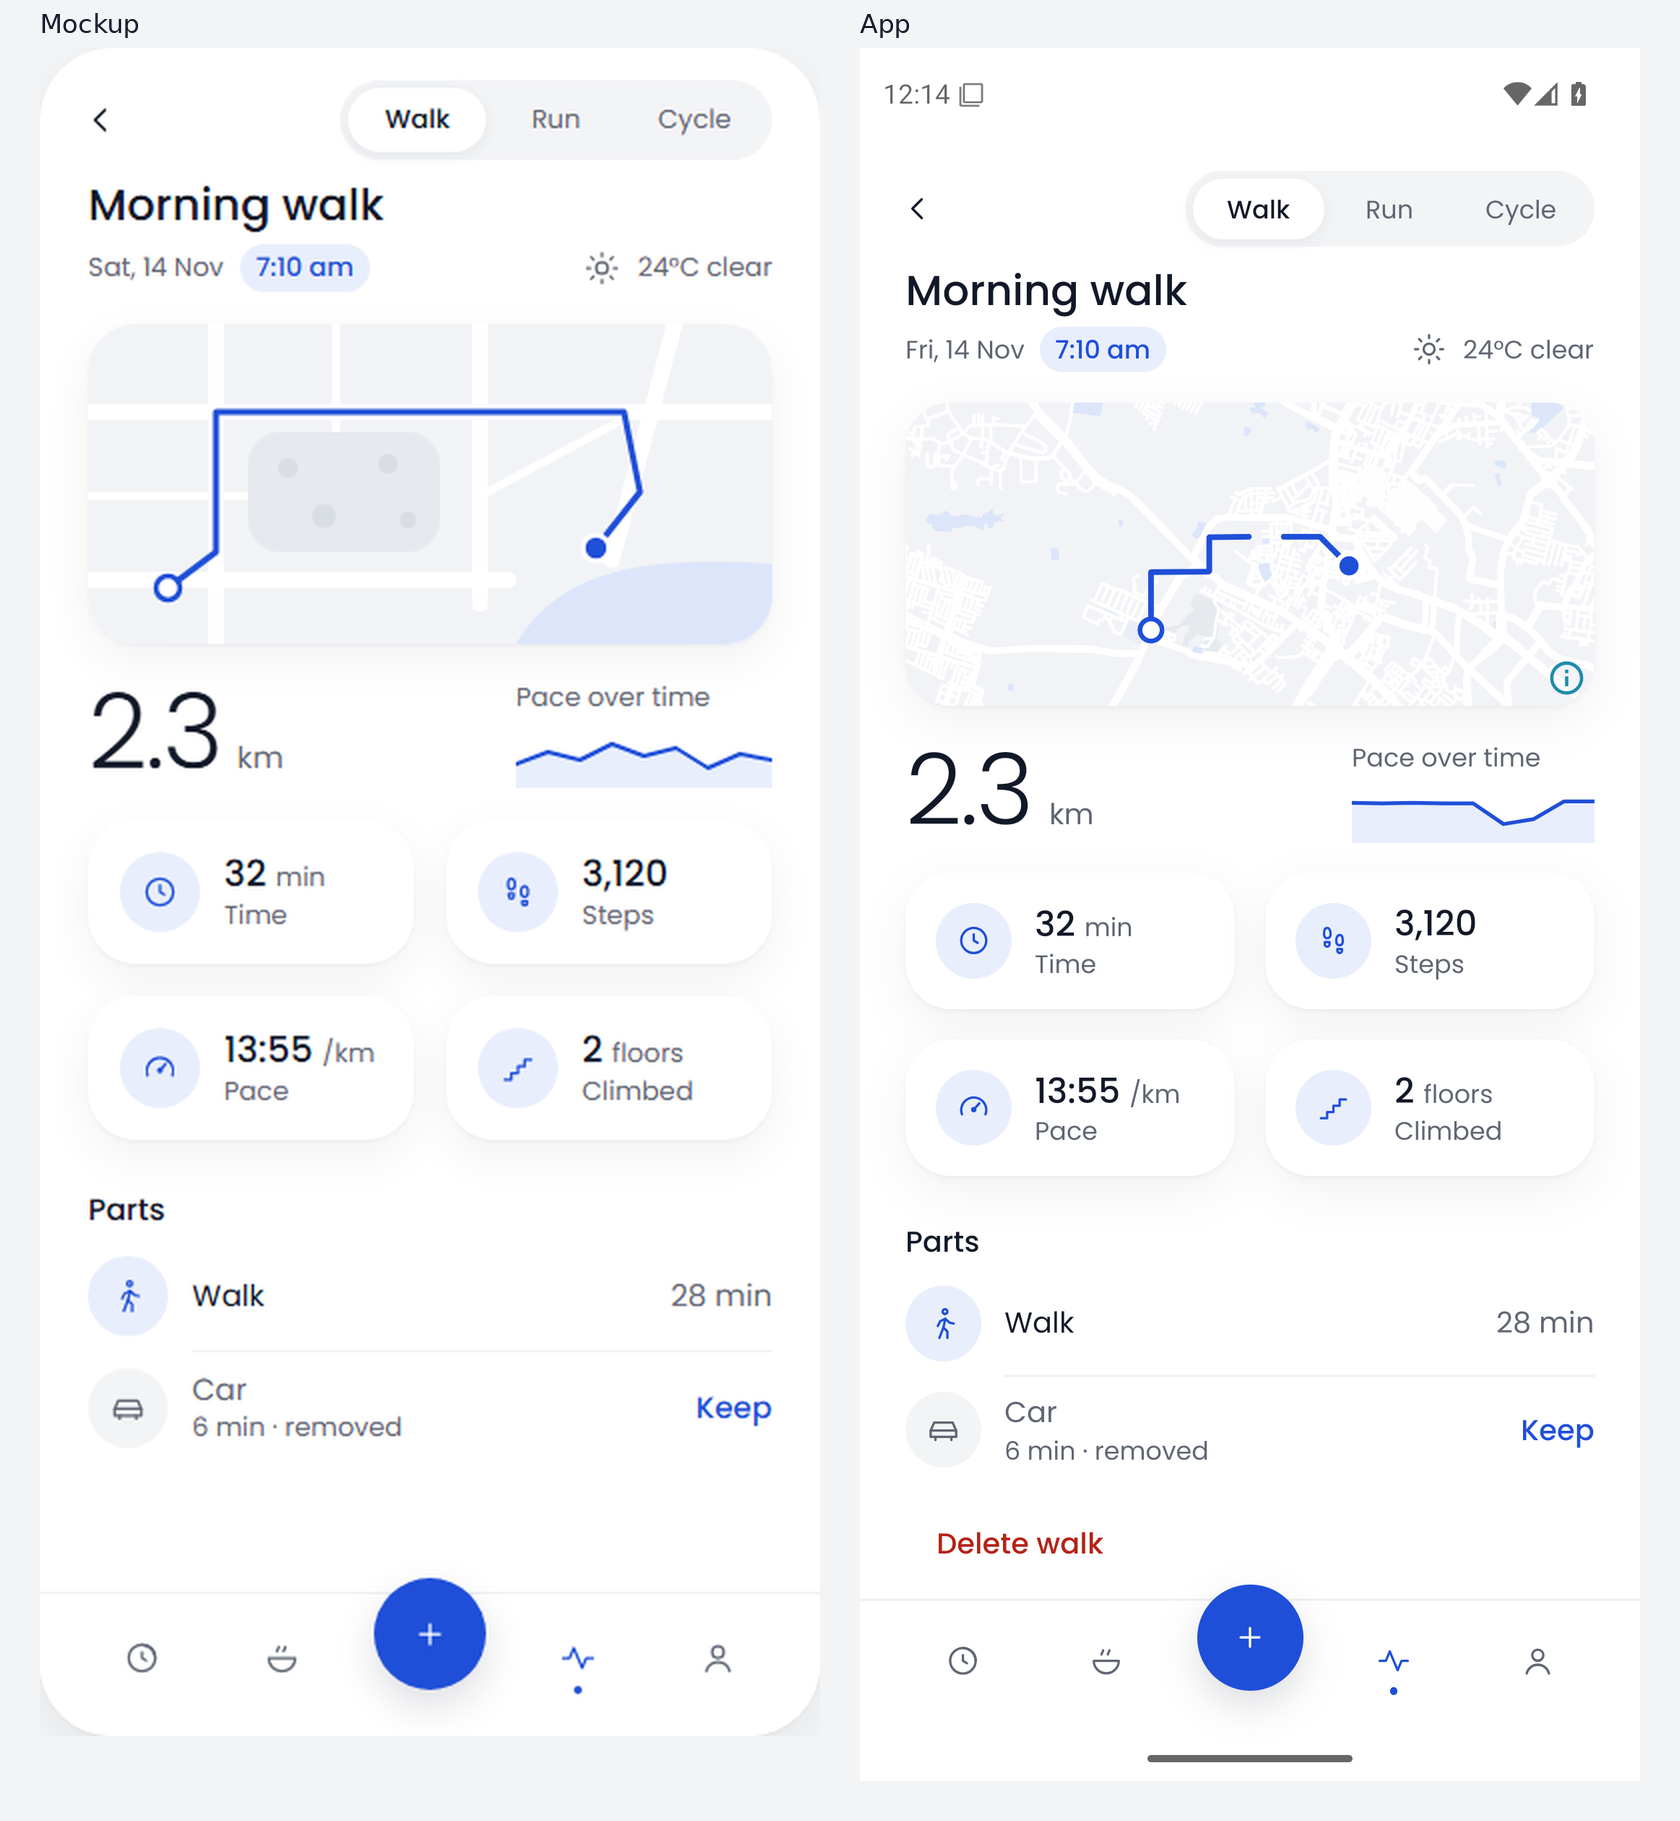 Mockup
Walk Run Cycle
Morning walk
Sat, 14 Nov 7:10 am 24°C clear
2.3 km
Pace over time
32 min
Time
3,120
Steps
13:55 /km
Pace
2 floors
Climbed
Parts
Walk 28 min
Car
6 min · removed
Keep
App
12:14
Walk Run Cycle
Morning walk
Fri, 14 Nov 7:10 am 24°C clear
2.3 km
Pace over time
32 min
Time
3,120
Steps
13:55 /km
Pace
2 floors
Climbed
Parts
Walk 28 min
Car
6 min · removed
Keep
Delete walk